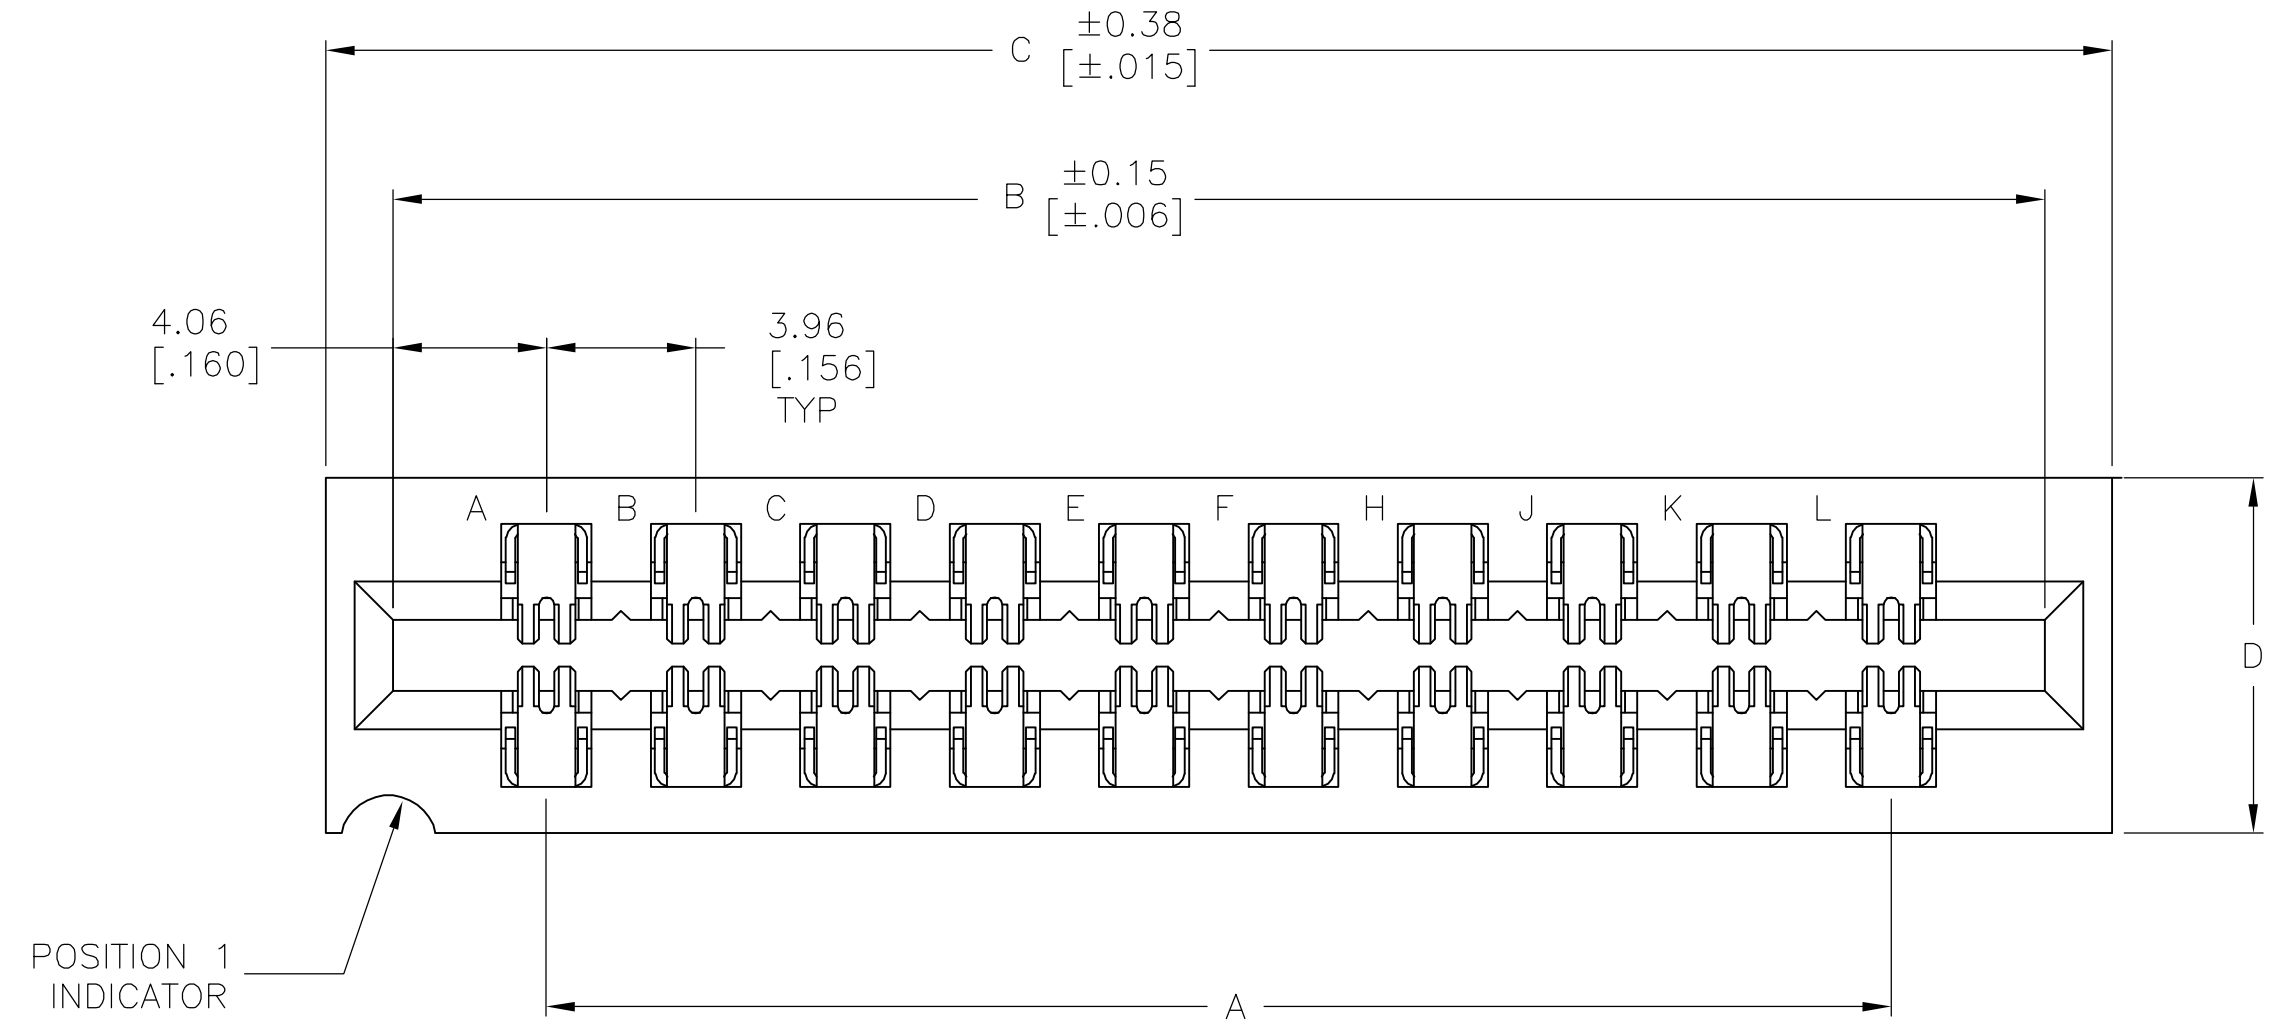 C ±0.38
[±.015]
B ±0.15
[±.006]
4.06
[.160]
3.96
[.156]
TYP
A B C D E F H J K L
D
POSITION 1
INDICATOR
A